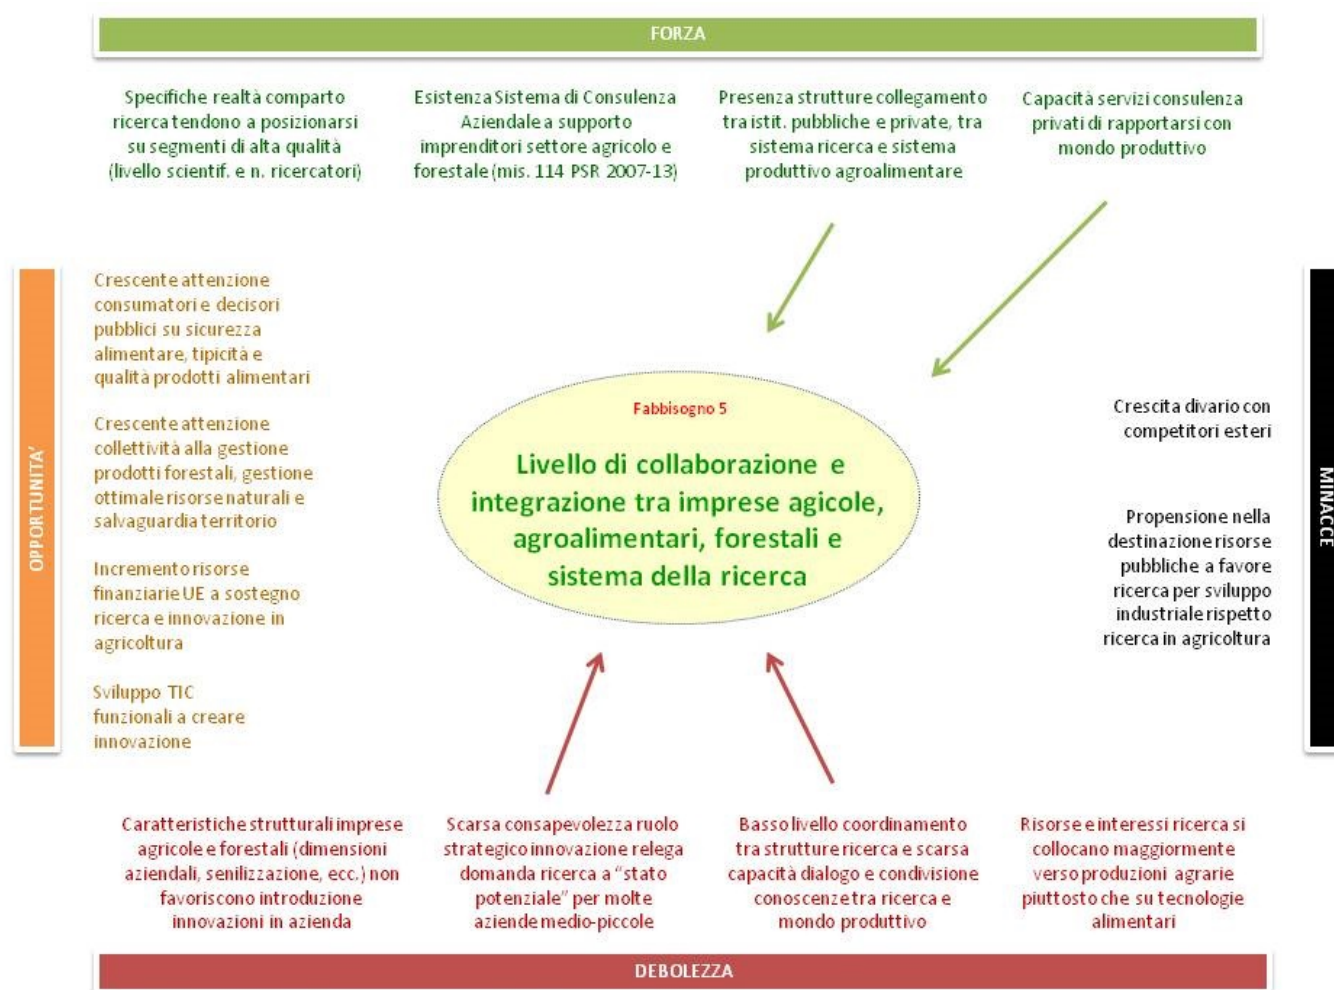 FORZA
Specifiche realtà comparto
ricerca tendono a posizionarsi
su segmenti di alta qualità
(livello scientif. e n. ricercatori)
Esistenza Sistema di Consulenza
Aziendale a supporto
imprenditori settore agricolo e
forestale (mis. 114 PSR 2007-13)
Presenza strutture collegamento
tra istit. pubbliche e private, tra
sistema ricerca e sistema
produttivo agroalimentare
Capacità servizi consulenza
privati di rapportarsi con
mondo produttivo
OPPORTUNITA'
Crescente attenzione
consumatori e decisori
pubblici su sicurezza
alimentare, tipicità e
qualità prodotti alimentari
Crescente attenzione
collettività alla gestione
prodotti forestali, gestione
ottimale risorse naturali e
salvaguardia territorio
Incremento risorse
finanziarie UE a sostegno
ricerca e innovazione in
agricoltura
Sviluppo TIC
funzionali a creare
innovazione
Fabbisogno 5
Livello di collaborazione e
integrazione tra imprese agicole,
agroalimentari, forestali e
sistema della ricerca
Crescita divario con
competitori esteri
Propensione nella
destinazione risorse
pubbliche a favore
ricerca per sviluppo
industriale rispetto
ricerca in agricoltura
MINACCE
Caratteristiche strutturali imprese
agricole e forestali (dimensioni
aziendali, senilizzazione, ecc.) non
favoriscono introduzione
innovazioni in azienda
Scarsa consapevolezza ruolo
strategico innovazione relega
domanda ricerca a "stato
potenziale" per molte
aziende medio-piccole
Basso livello coordinamento
tra strutture ricerca e scarsa
capacità dialogo e condivisione
conoscenze tra ricerca e
mondo produttivo
Risorse e interessi ricerca si
collocano maggiormente
verso produzioni agrarie
piuttosto che su tecnologie
alimentari
DEBOLEZZA